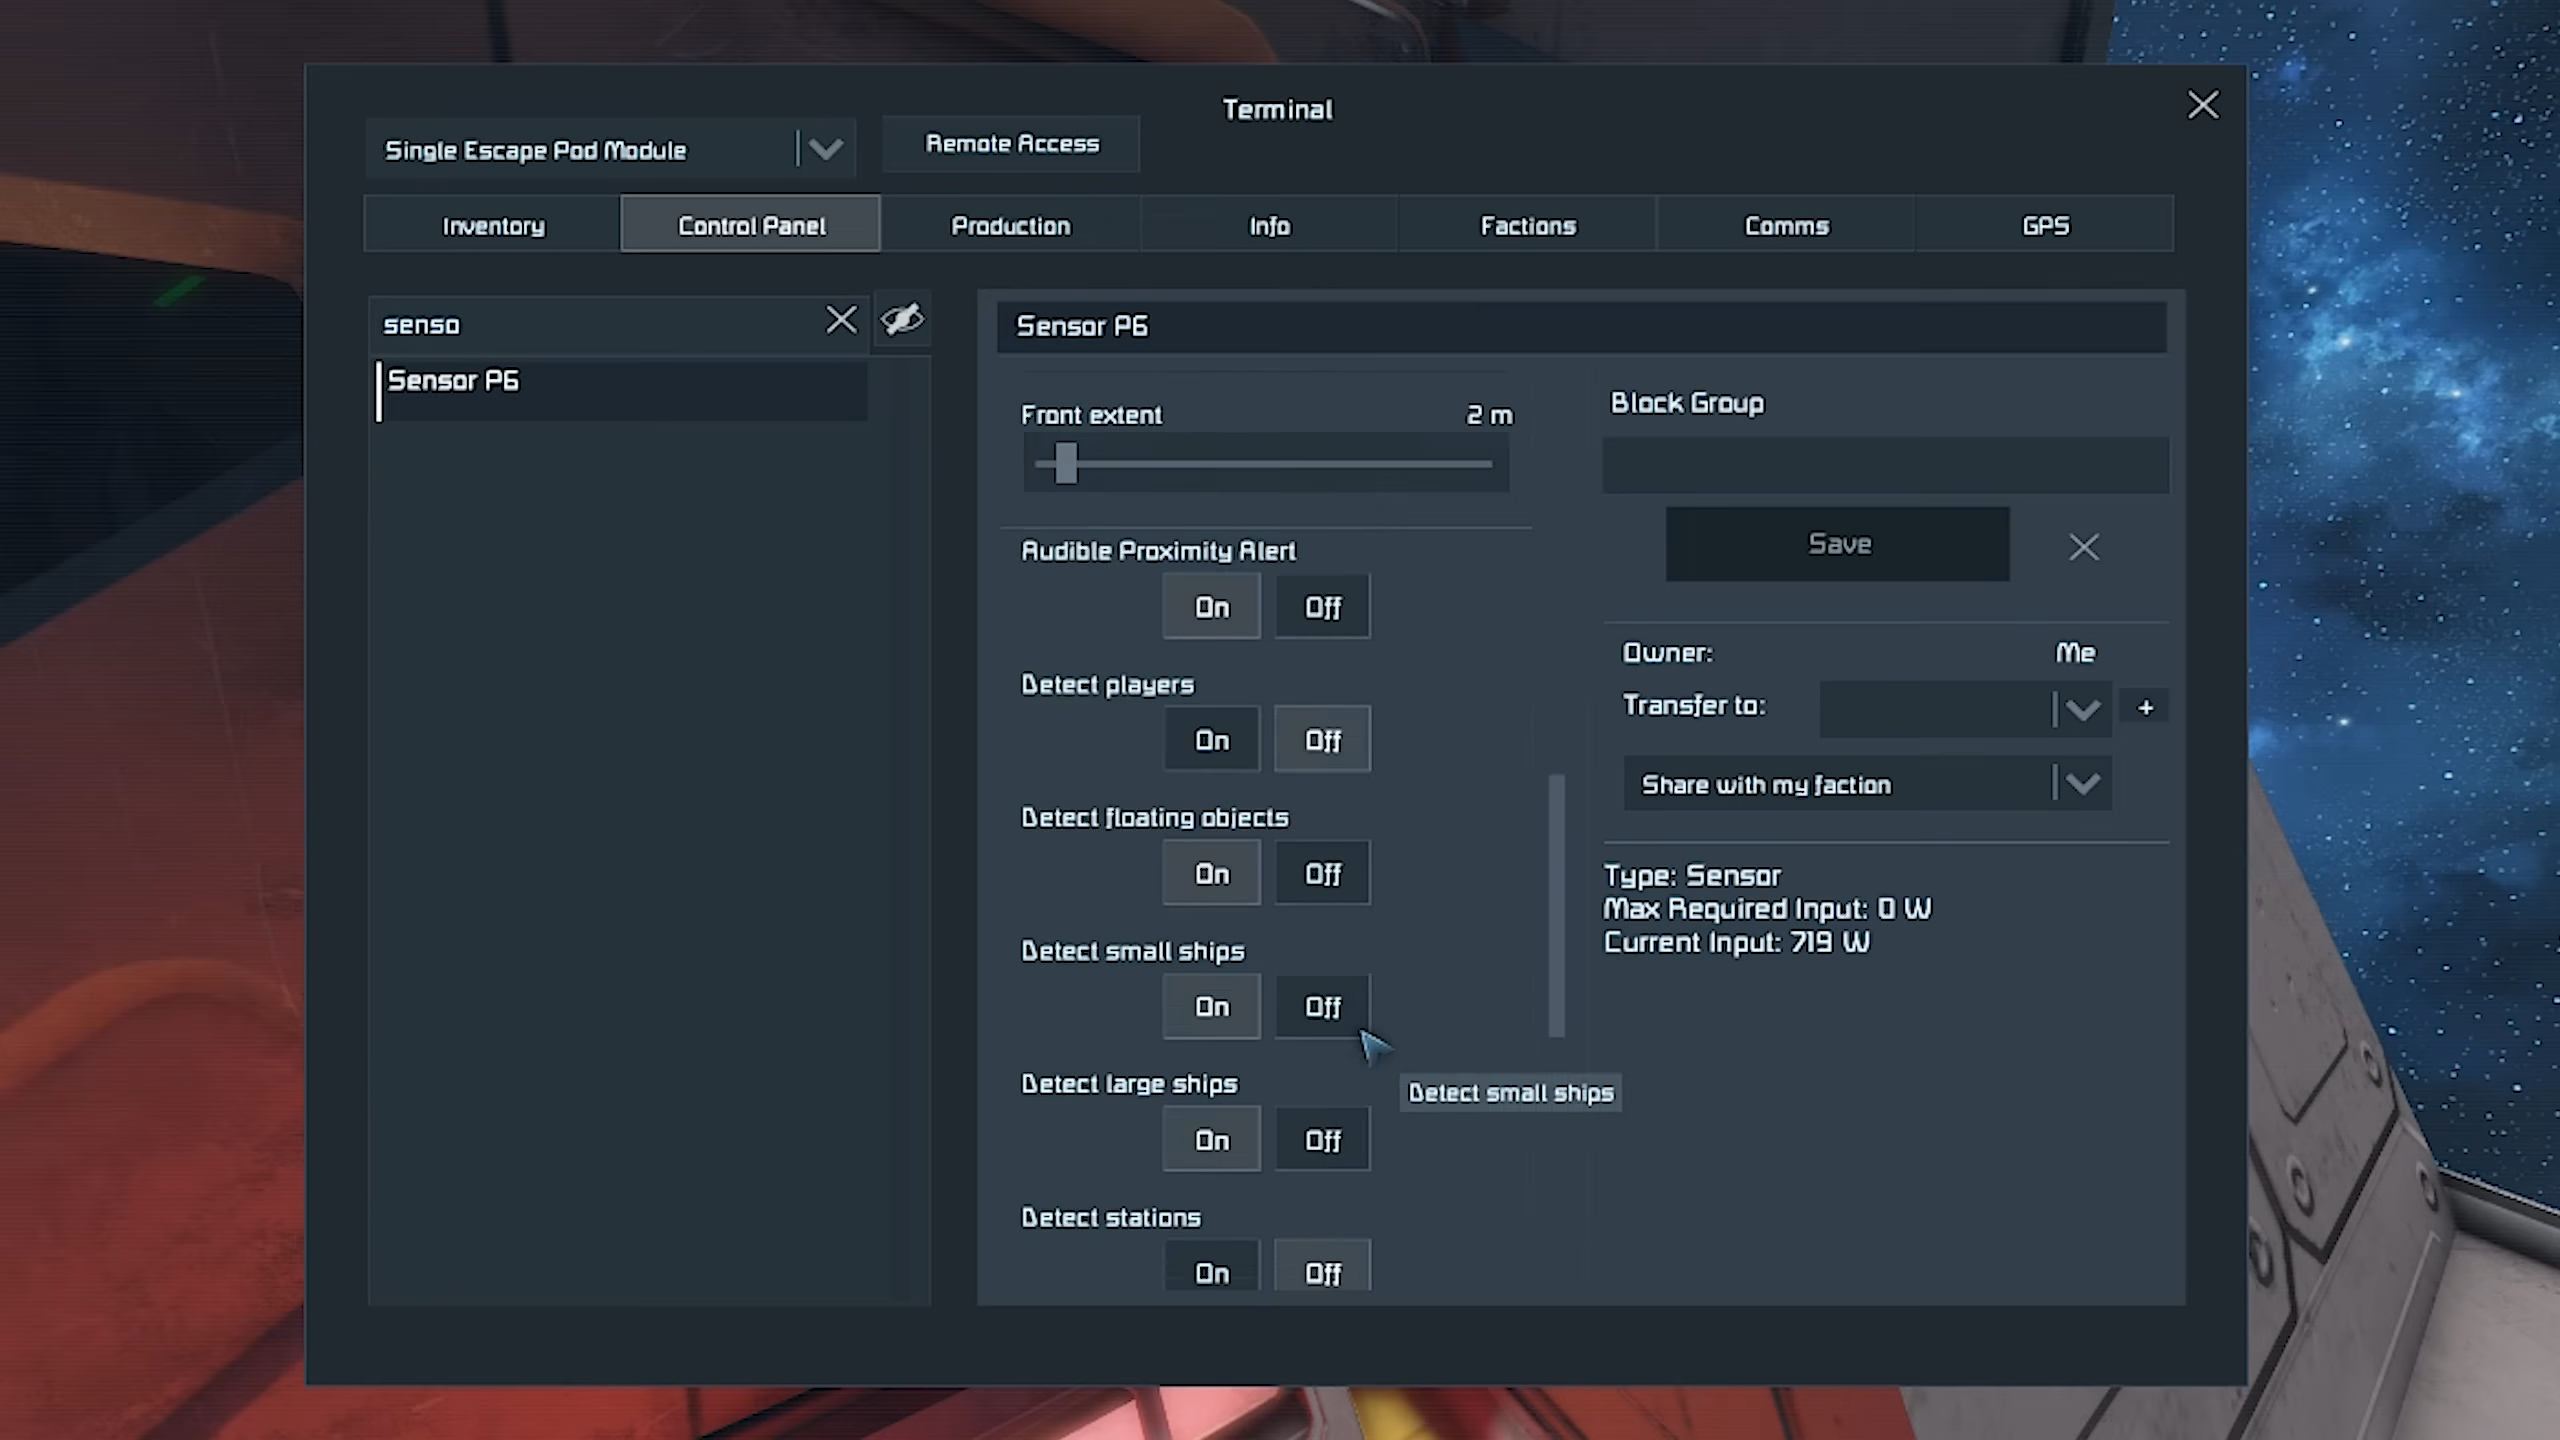 Terminal
Single Escape Pod Module
Remote Access
Inventory
Control Panel
Production
Info
Factions
Comms
GPS
senso
Sensor P6
Sensor P6
Front extent 2 m
Audible Proximity Alert
On Off
Detect players
On Off
Detect floating objects
On Off
Detect small ships
On Off
Detect small ships
Detect large ships
On Off
Detect stations
On Off
Block Group
Save
Owner: Me
Transfer to:
+
Share with my faction
Type: Sensor
Max Required Input: 0 W
Current Input: 719 W